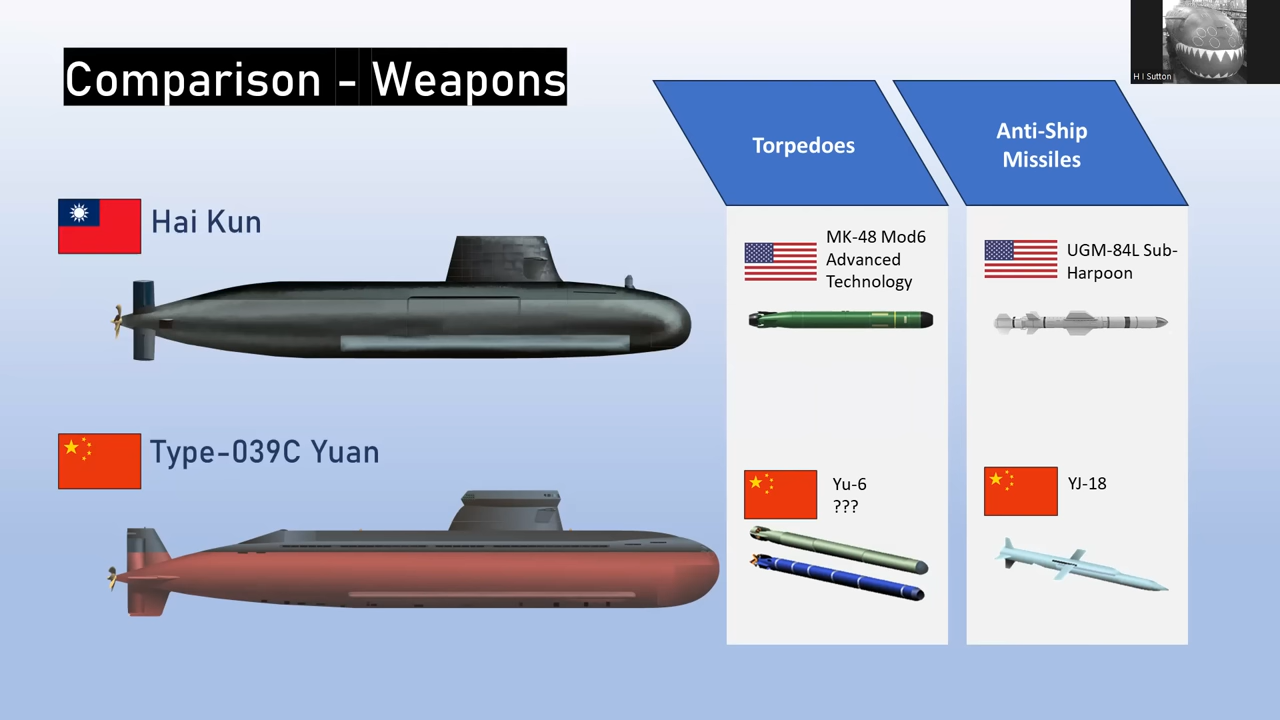 Comparison - Weapons
H I Sutton
Torpedoes
Anti-Ship
Missiles
Hai Kun
MK-48 Mod6
Advanced
Technology
UGM-84L Sub-
Harpoon
Type-039C Yuan
Yu-6
???
YJ-18